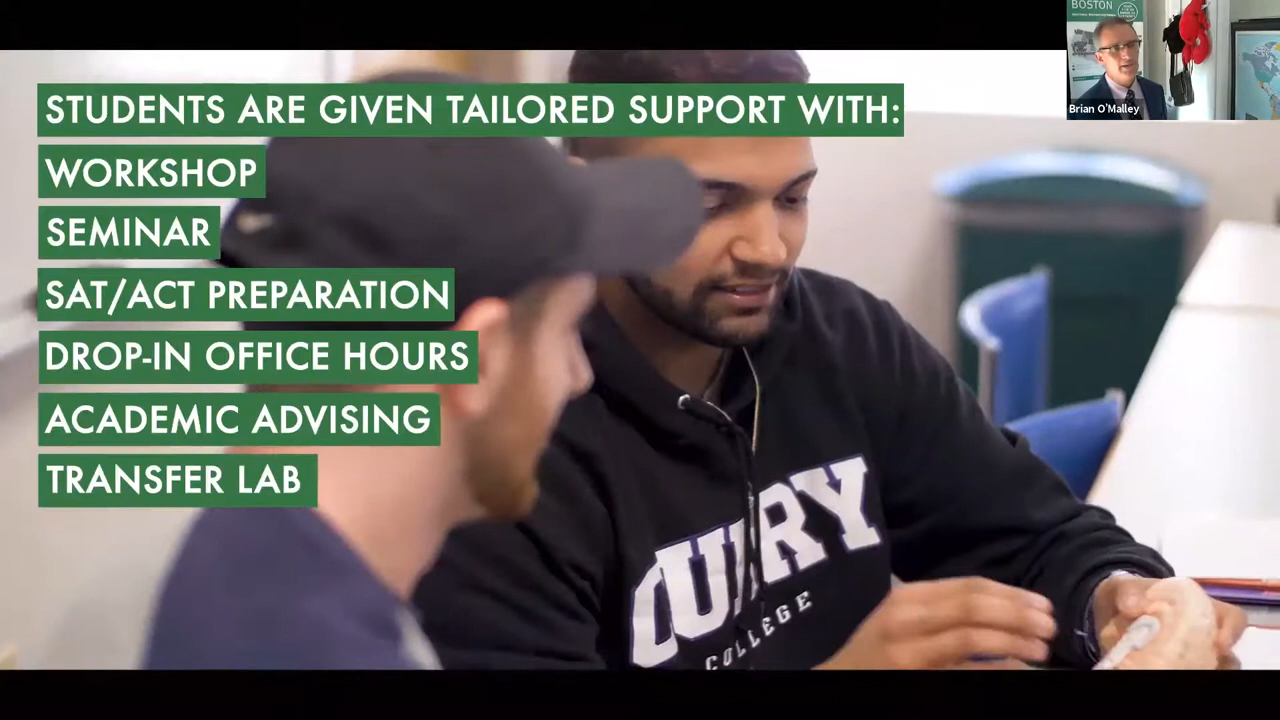 STUDENTS ARE GIVEN TAILORED SUPPORT WITH:
WORKSHOP
SEMINAR
SAT/ACT PREPARATION
DROP-IN OFFICE HOURS
ACADEMIC ADVISING
TRANSFER LAB
CURRY
COLLEGE
BOSTON
Brian O'Malley